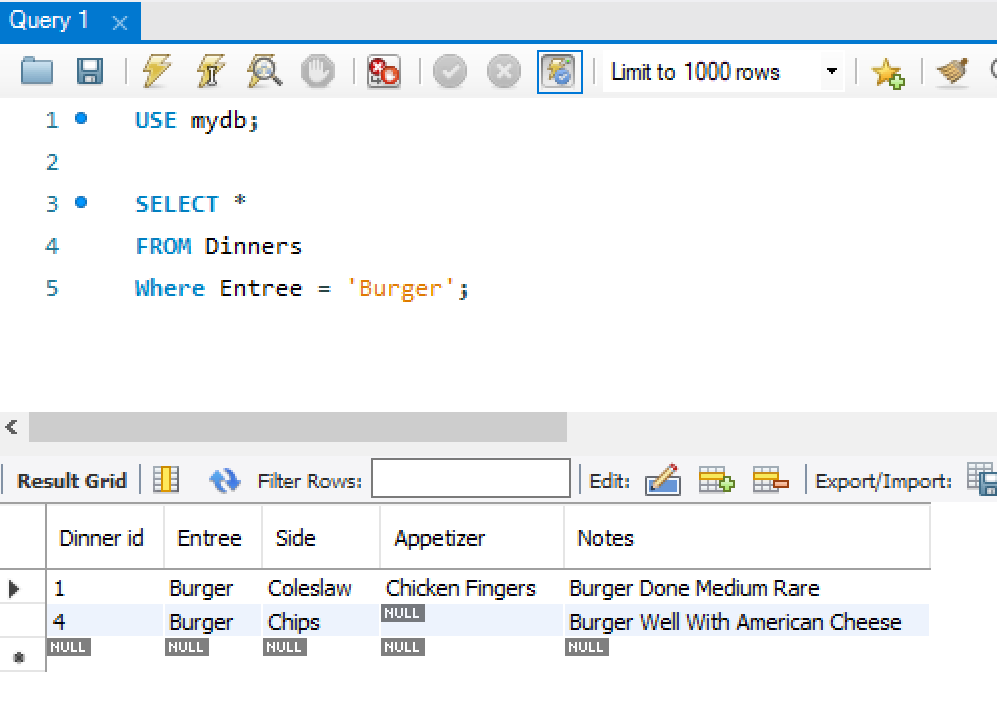 Query 1
Limit to 1000 rows
1 USE mydb;
2
3 SELECT *
4 FROM Dinners
5 Where Entree = 'Burger';
Result Grid Filter Rows: Edit: Export/Import:
Dinner id Entree Side Appetizer Notes
1 Burger Coleslaw Chicken Fingers Burger Done Medium Rare
4 Burger Chips NULL Burger Well With American Cheese
NULL NULL NULL NULL NULL